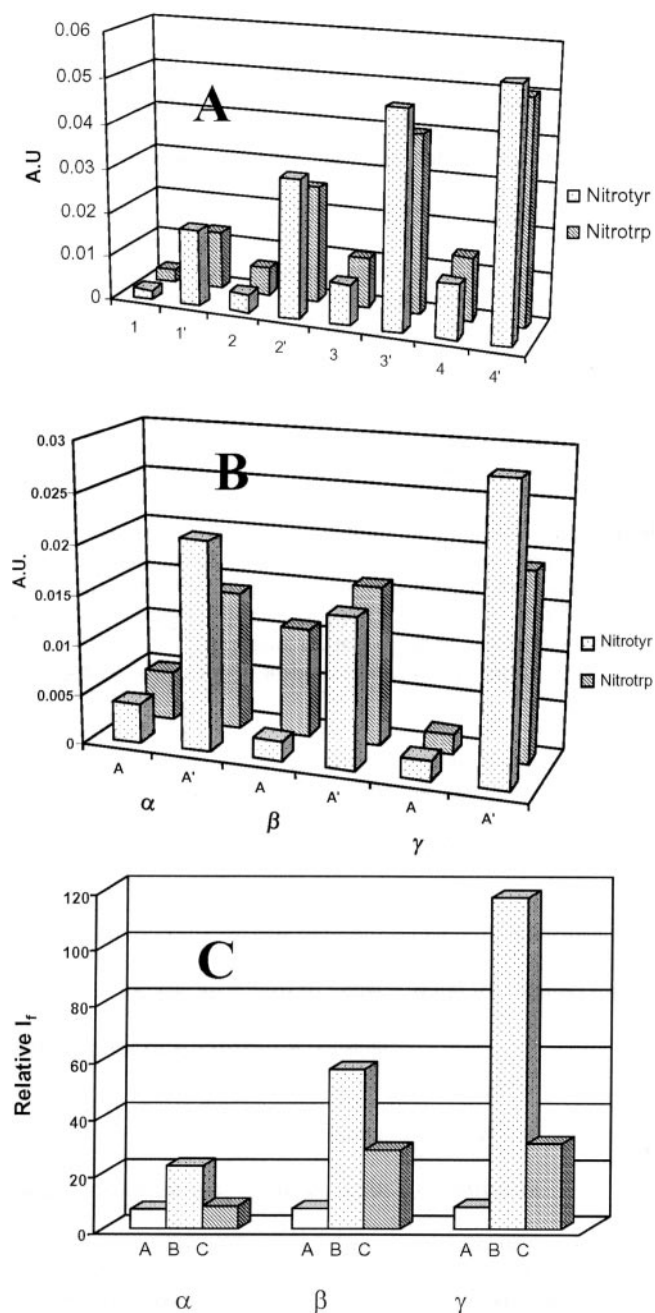 0.06
0.05
0.04
0.03
0.02
0.01
0
A.U
A
1 1' 2 2' 3 3' 4 4'
Nitrotyr
Nitrotrp
0.03
0.025
0.02
0.015
0.01
0.005
0
A.U.
B
A A' A A' A A'
α β γ
Nitrotyr
Nitrotrp
120
100
80
60
40
20
0
Relative If
C
A B C A B C A B C
α β γ